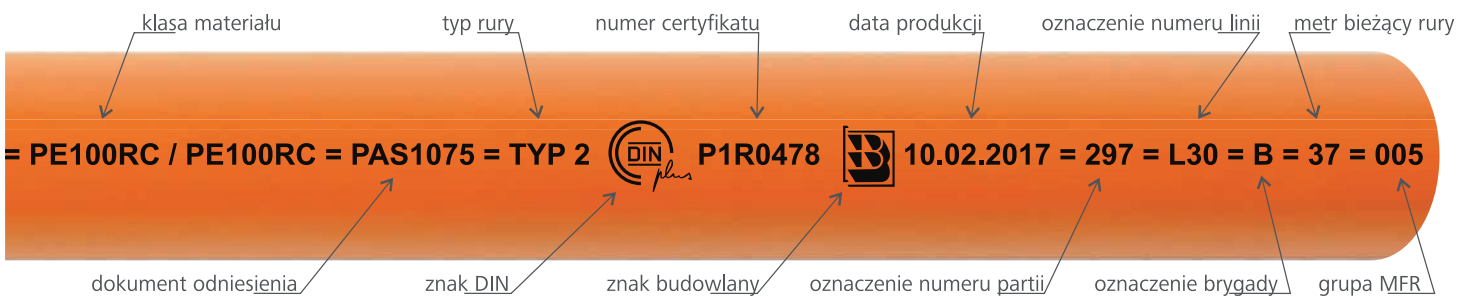 klasa materiału typ rury numer certyfikatu data produkcji oznaczenie numeru linii metr bieżący rury
= PE100RC / PE100RC = PAS1075 = TYP 2 DIN plus P1R0478 B 10.02.2017 = 297 = L30 = B = 37 = 005
dokument odniesienia znak DIN znak budowlany oznaczenie numeru partii oznaczenie brygady grupa MFR